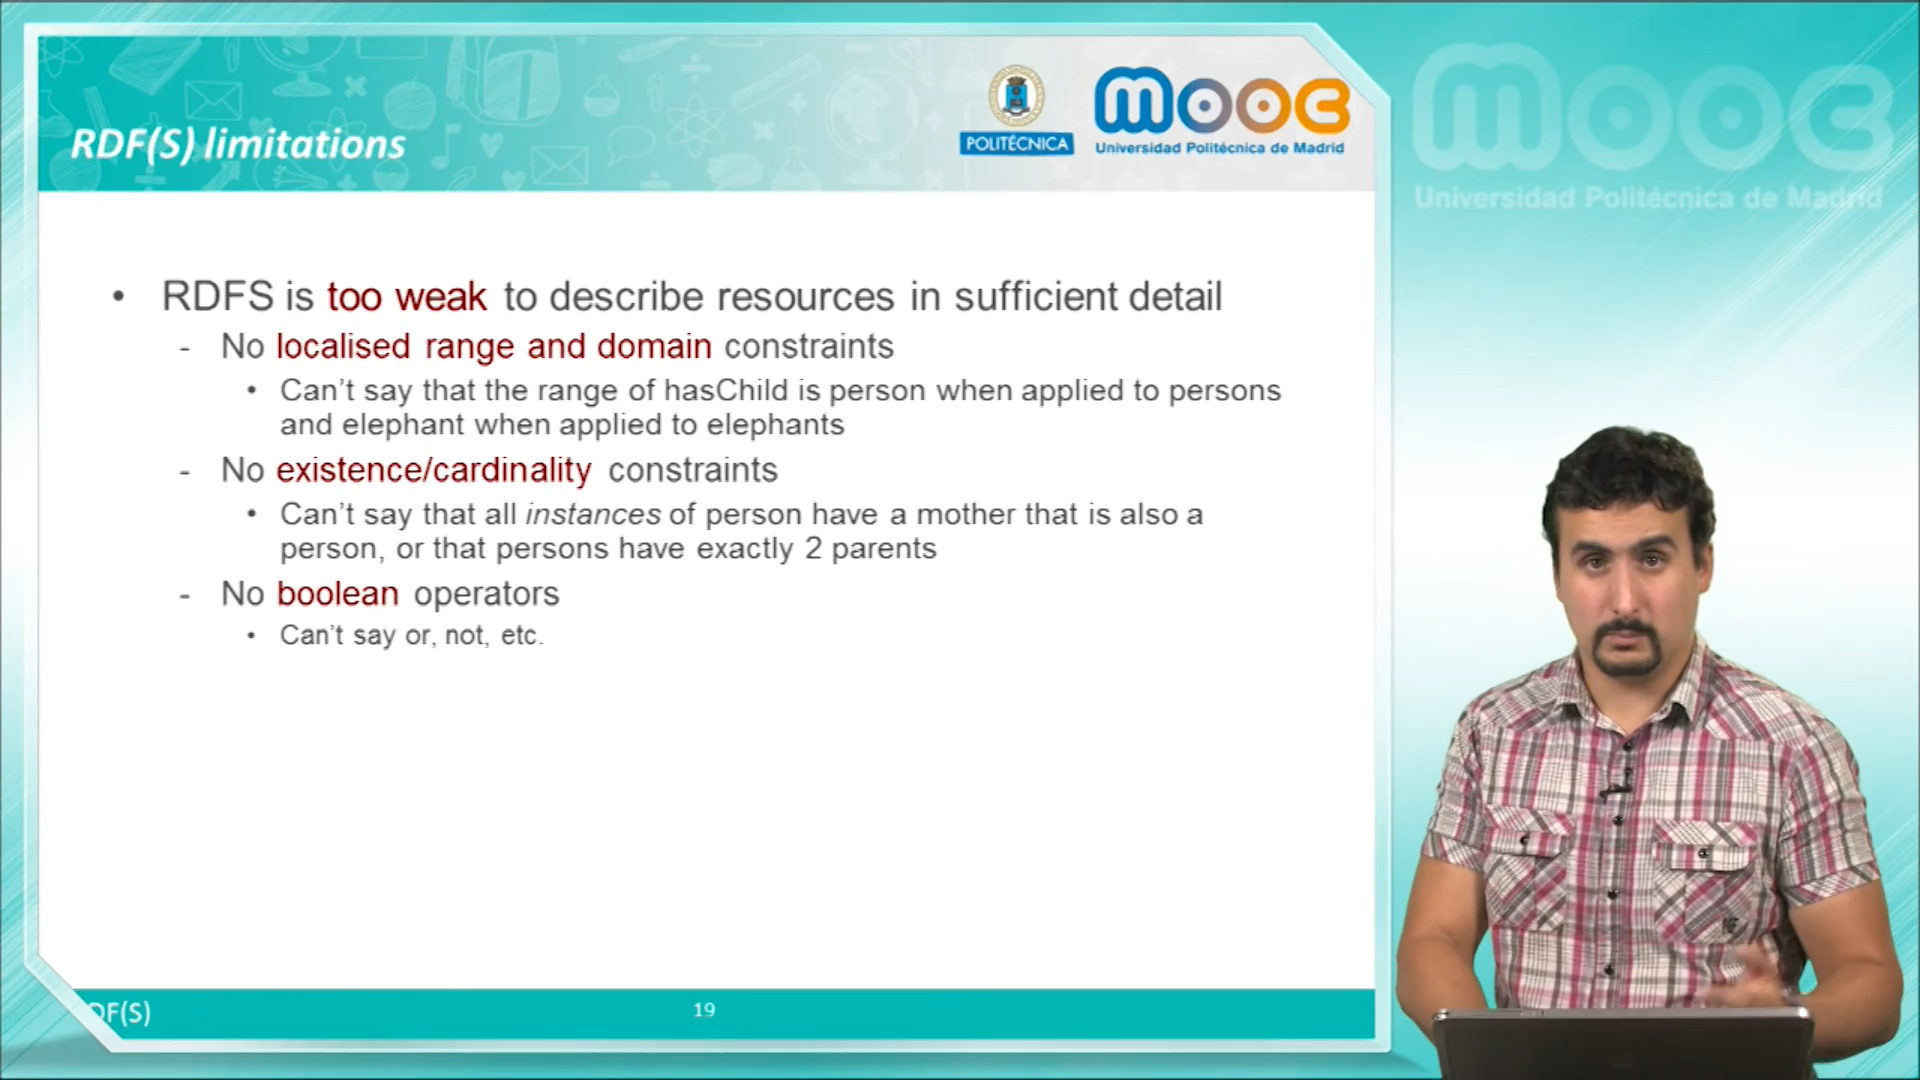 RDF(S) limitations
POLITÉCNICA
mooc
Universidad Politécnica de Madrid
mooc
Universidad Politécnica de Madrid
• RDFS is too weak to describe resources in sufficient detail
- No localised range and domain constraints
• Can’t say that the range of hasChild is person when applied to persons
and elephant when applied to elephants
- No existence/cardinality constraints
• Can’t say that all instances of person have a mother that is also a
person, or that persons have exactly 2 parents
- No boolean operators
• Can’t say or, not, etc.
DF(S)
19